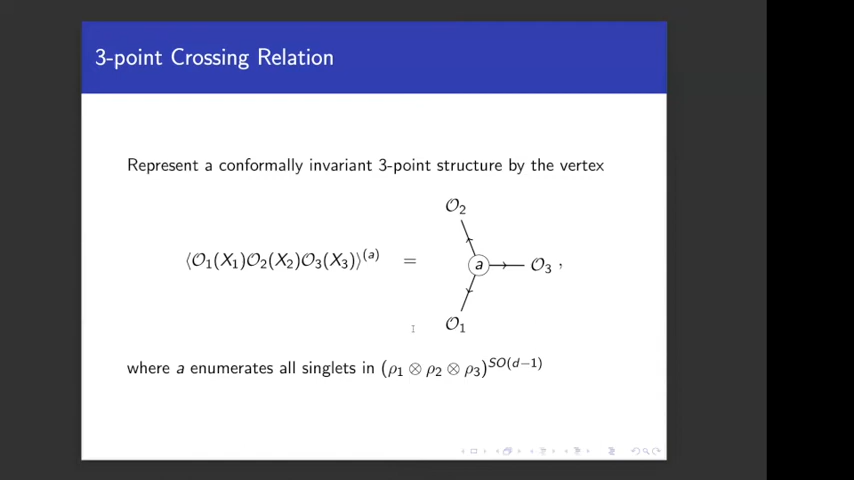 3-point Crossing Relation
Represent a conformally invariant 3-point structure by the vertex
𝒪₂
⟨𝒪₁(X₁)𝒪₂(X₂)𝒪₃(X₃)⟩⁽ᵃ⁾ = a 𝒪₃ ,
𝒪₁
where a enumerates all singlets in (ρ₁ ⊗ ρ₂ ⊗ ρ₃)^{SO(d−1)}